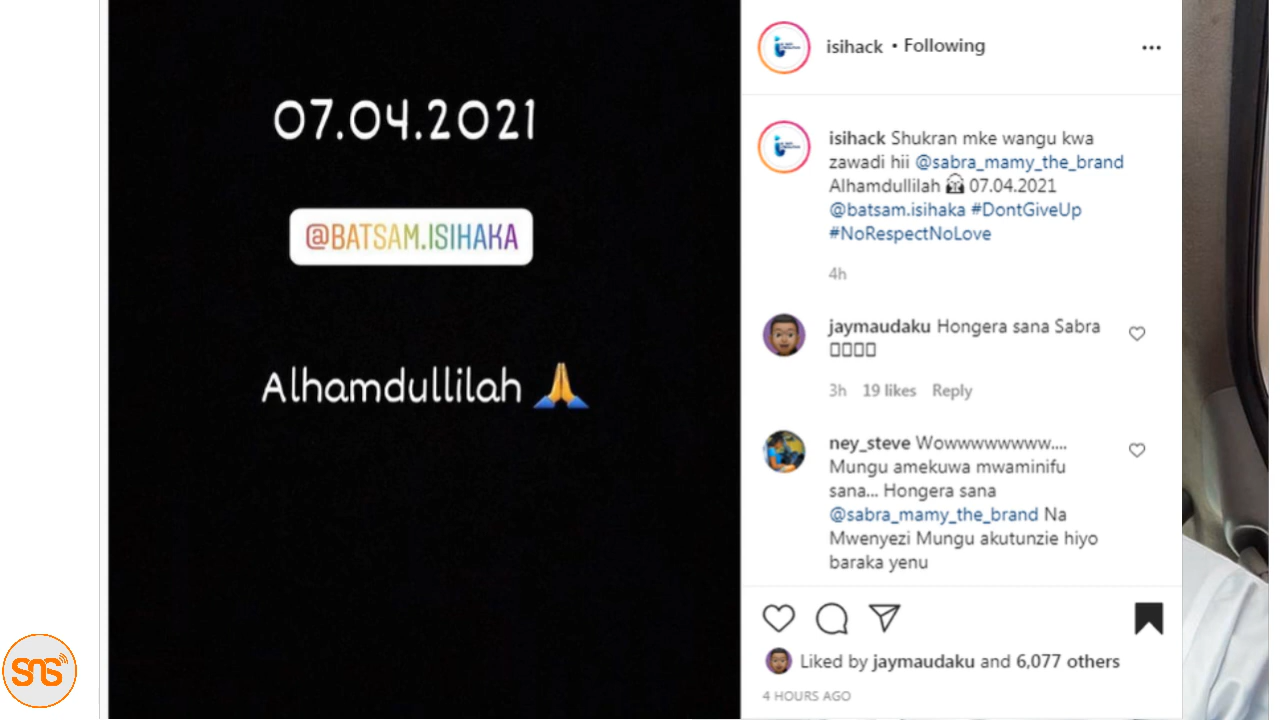 07.04.2021
@BATSAM.ISIHAKA
Alhamdullilah 🙏
isihack • Following
isihack Shukran mke wangu kwa
zawadi hii @sabra_mamy_the_brand
Alhamdullilah 07.04.2021
@batsam.isihaka #DontGiveUp
#NoRespectNoLove
4h
jaymaudaku Hongera sana Sabra
3h 19 likes Reply
ney_steve Wowwwwwwww....
Mungu amekuwa mwaminifu
sana... Hongera sana
@sabra_mamy_the_brand Na
Mwenyezi Mungu akutunzie hiyo
baraka yenu
Liked by jaymaudaku and 6,077 others
4 HOURS AGO
SNS